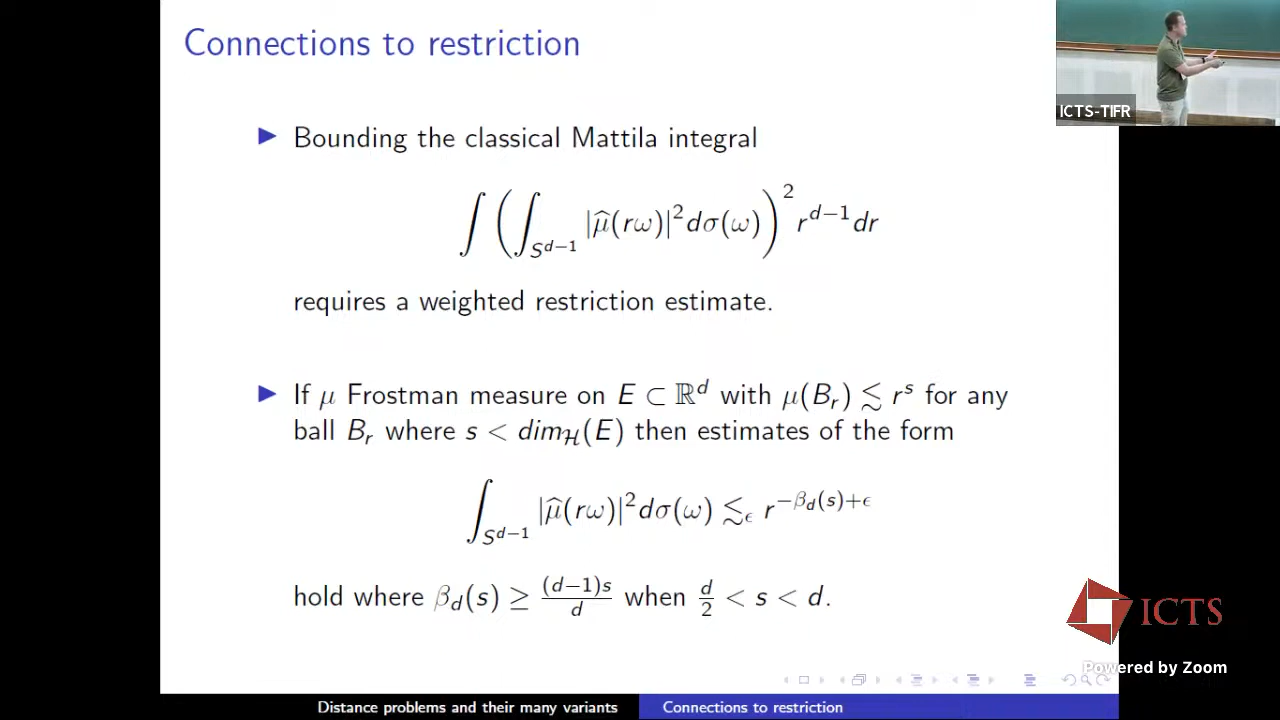 Connections to restriction
ICTS-TIFR
▶ Bounding the classical Mattila integral
∫ ( ∫_{S^{d−1}} |μ̂(rω)|² dσ(ω) )² r^{d−1} dr
requires a weighted restriction estimate.
▶ If μ Frostman measure on E ⊂ ℝ^d with μ(B_r) ≲ r^s for any
ball B_r where s < dim_ℋ(E) then estimates of the form
∫_{S^{d−1}} |μ̂(rω)|² dσ(ω) ≲_ϵ r^{−β_d(s)+ϵ}
hold where β_d(s) ≥ (d−1)s/d when d/2 < s < d.
ICTS
Powered by Zoom
Distance problems and their many variants
Connections to restriction